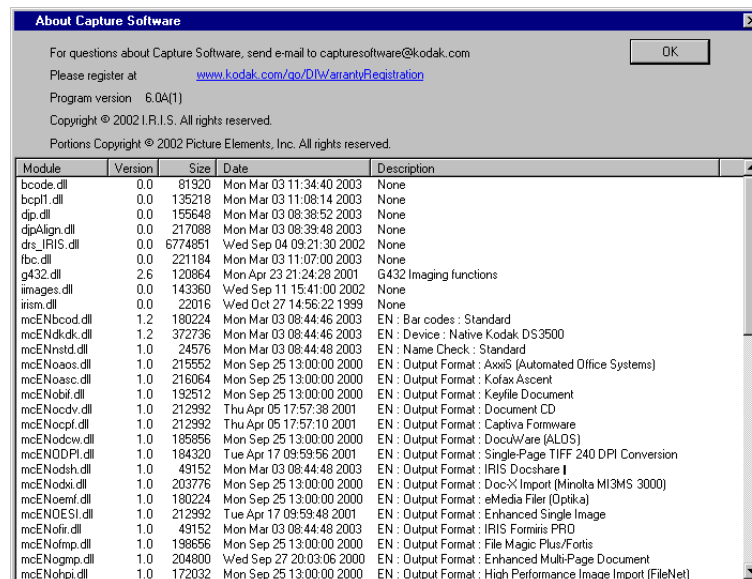 About Capture Software
For questions about Capture Software, send e-mail to capturesoftware@kodak.com
OK
Please register at www.kodak.com/go/DIWarrantyRegistration
Program version 6.0A(1)
Copyright © 2002 I.R.I.S. All rights reserved.
Portions Copyright © 2002 Picture Elements, Inc. All rights reserved.
Module Version Size Date Description
bcode.dll 0.0 81920 Mon Mar 03 11:34:40 2003 None
bcpl1.dll 0.0 135218 Mon Mar 03 11:08:14 2003 None
djp.dll 0.0 155648 Mon Mar 03 08:38:52 2003 None
djpAlign.dll 0.0 217088 Mon Mar 03 08:39:48 2003 None
drs_IRIS.dll 0.0 6774851 Wed Sep 04 09:21:30 2002 None
fbc.dll 0.0 221184 Mon Mar 03 11:07:00 2003 None
g432.dll 2.6 120864 Mon Apr 23 21:24:28 2001 G432 Imaging functions
iimages.dll 0.0 143360 Wed Sep 11 15:41:00 2002 None
irism.dll 0.0 22016 Wed Oct 27 14:56:22 1999 None
mcENbcod.dll 1.2 180224 Mon Mar 03 08:44:46 2003 EN : Bar codes : Standard
mcENdkdk.dll 1.2 372736 Mon Mar 03 08:44:46 2003 EN : Device : Native Kodak DS3500
mcENnstd.dll 1.0 24576 Mon Mar 03 08:44:48 2003 EN : Name Check : Standard
mcENoaos.dll 1.0 215552 Mon Sep 25 13:00:00 2000 EN : Output Format : AxxiS (Automated Office Systems)
mcENoasc.dll 1.0 216064 Mon Sep 25 13:00:00 2000 EN : Output Format : Kofax Ascent
mcENobif.dll 1.0 192512 Mon Sep 25 13:00:00 2000 EN : Output Format : Keyfile Document
mcENocdv.dll 1.0 212992 Thu Apr 05 17:57:38 2001 EN : Output Format : Document CD
mcENocpf.dll 1.0 212992 Thu Apr 05 17:57:10 2001 EN : Output Format : Captiva Formware
mcENodcw.dll 1.0 185856 Mon Sep 25 13:00:00 2000 EN : Output Format : DocuWare (ALOS)
mcENODPI.dll 1.0 184320 Tue Apr 17 09:59:56 2001 EN : Output Format : Single-Page TIFF 240 DPI Conversion
mcENodsh.dll 1.0 49152 Mon Mar 03 08:44:48 2003 EN : Output Format : IRIS Docshare
mcENodxi.dll 1.0 203776 Mon Sep 25 13:00:00 2000 EN : Output Format : Doc-X Import (Minolta MI3MS 3000)
mcENoemf.dll 1.0 180224 Mon Sep 25 13:00:00 2000 EN : Output Format : eMedia Filer (Optika)
mcENOESI.dll 1.0 212992 Tue Apr 17 09:59:48 2001 EN : Output Format : Enhanced Single Image
mcENofir.dll 1.0 49152 Mon Mar 03 08:44:48 2003 EN : Output Format : IRIS Formiris PRO
mcENofmp.dll 1.0 198656 Mon Sep 25 13:00:00 2000 EN : Output Format : File Magic Plus/Fortis
mcENogmp.dll 1.0 204800 Wed Sep 27 20:03:06 2000 EN : Output Format : Enhanced Multi-Page Document
mcENohpi.dll 1.0 172032 Mon Sep 25 13:00:00 2000 EN : Output Format : High Performance Image Import (FileNet)